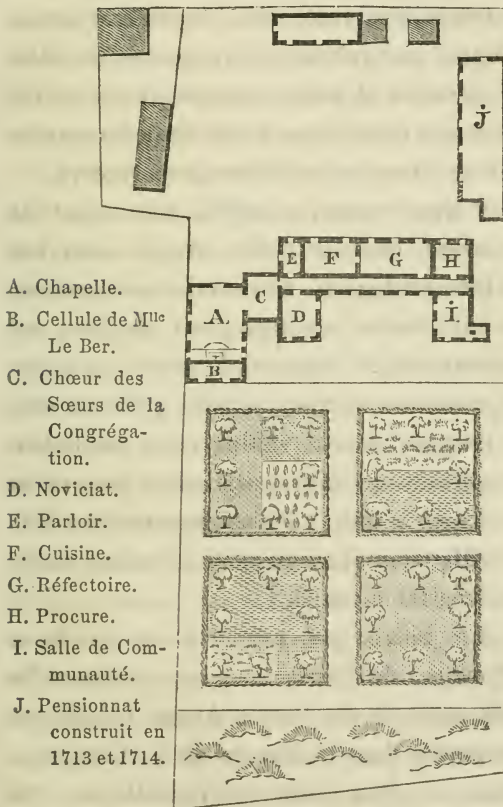 J
E F G H
C
A D I
B
A. Chapelle.
B. Cellule de Mlle
Le Ber.
C. Chœur des
Sœurs de la
Congréga-
tion.
D. Noviciat.
E. Parloir.
F. Cuisine.
G. Réfectoire.
H. Procure.
I. Salle de Com-
munauté.
J. Pensionnat
construit en
1713 et 1714.